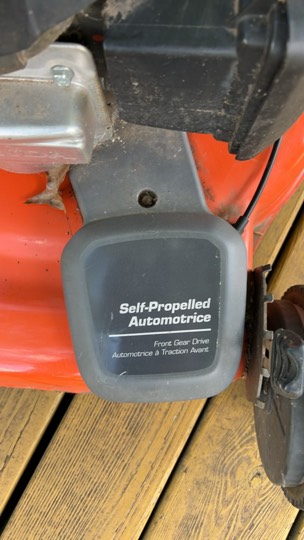 Self-Propelled
Automotrice
Front Gear Drive
Automotrice à Traction Avant